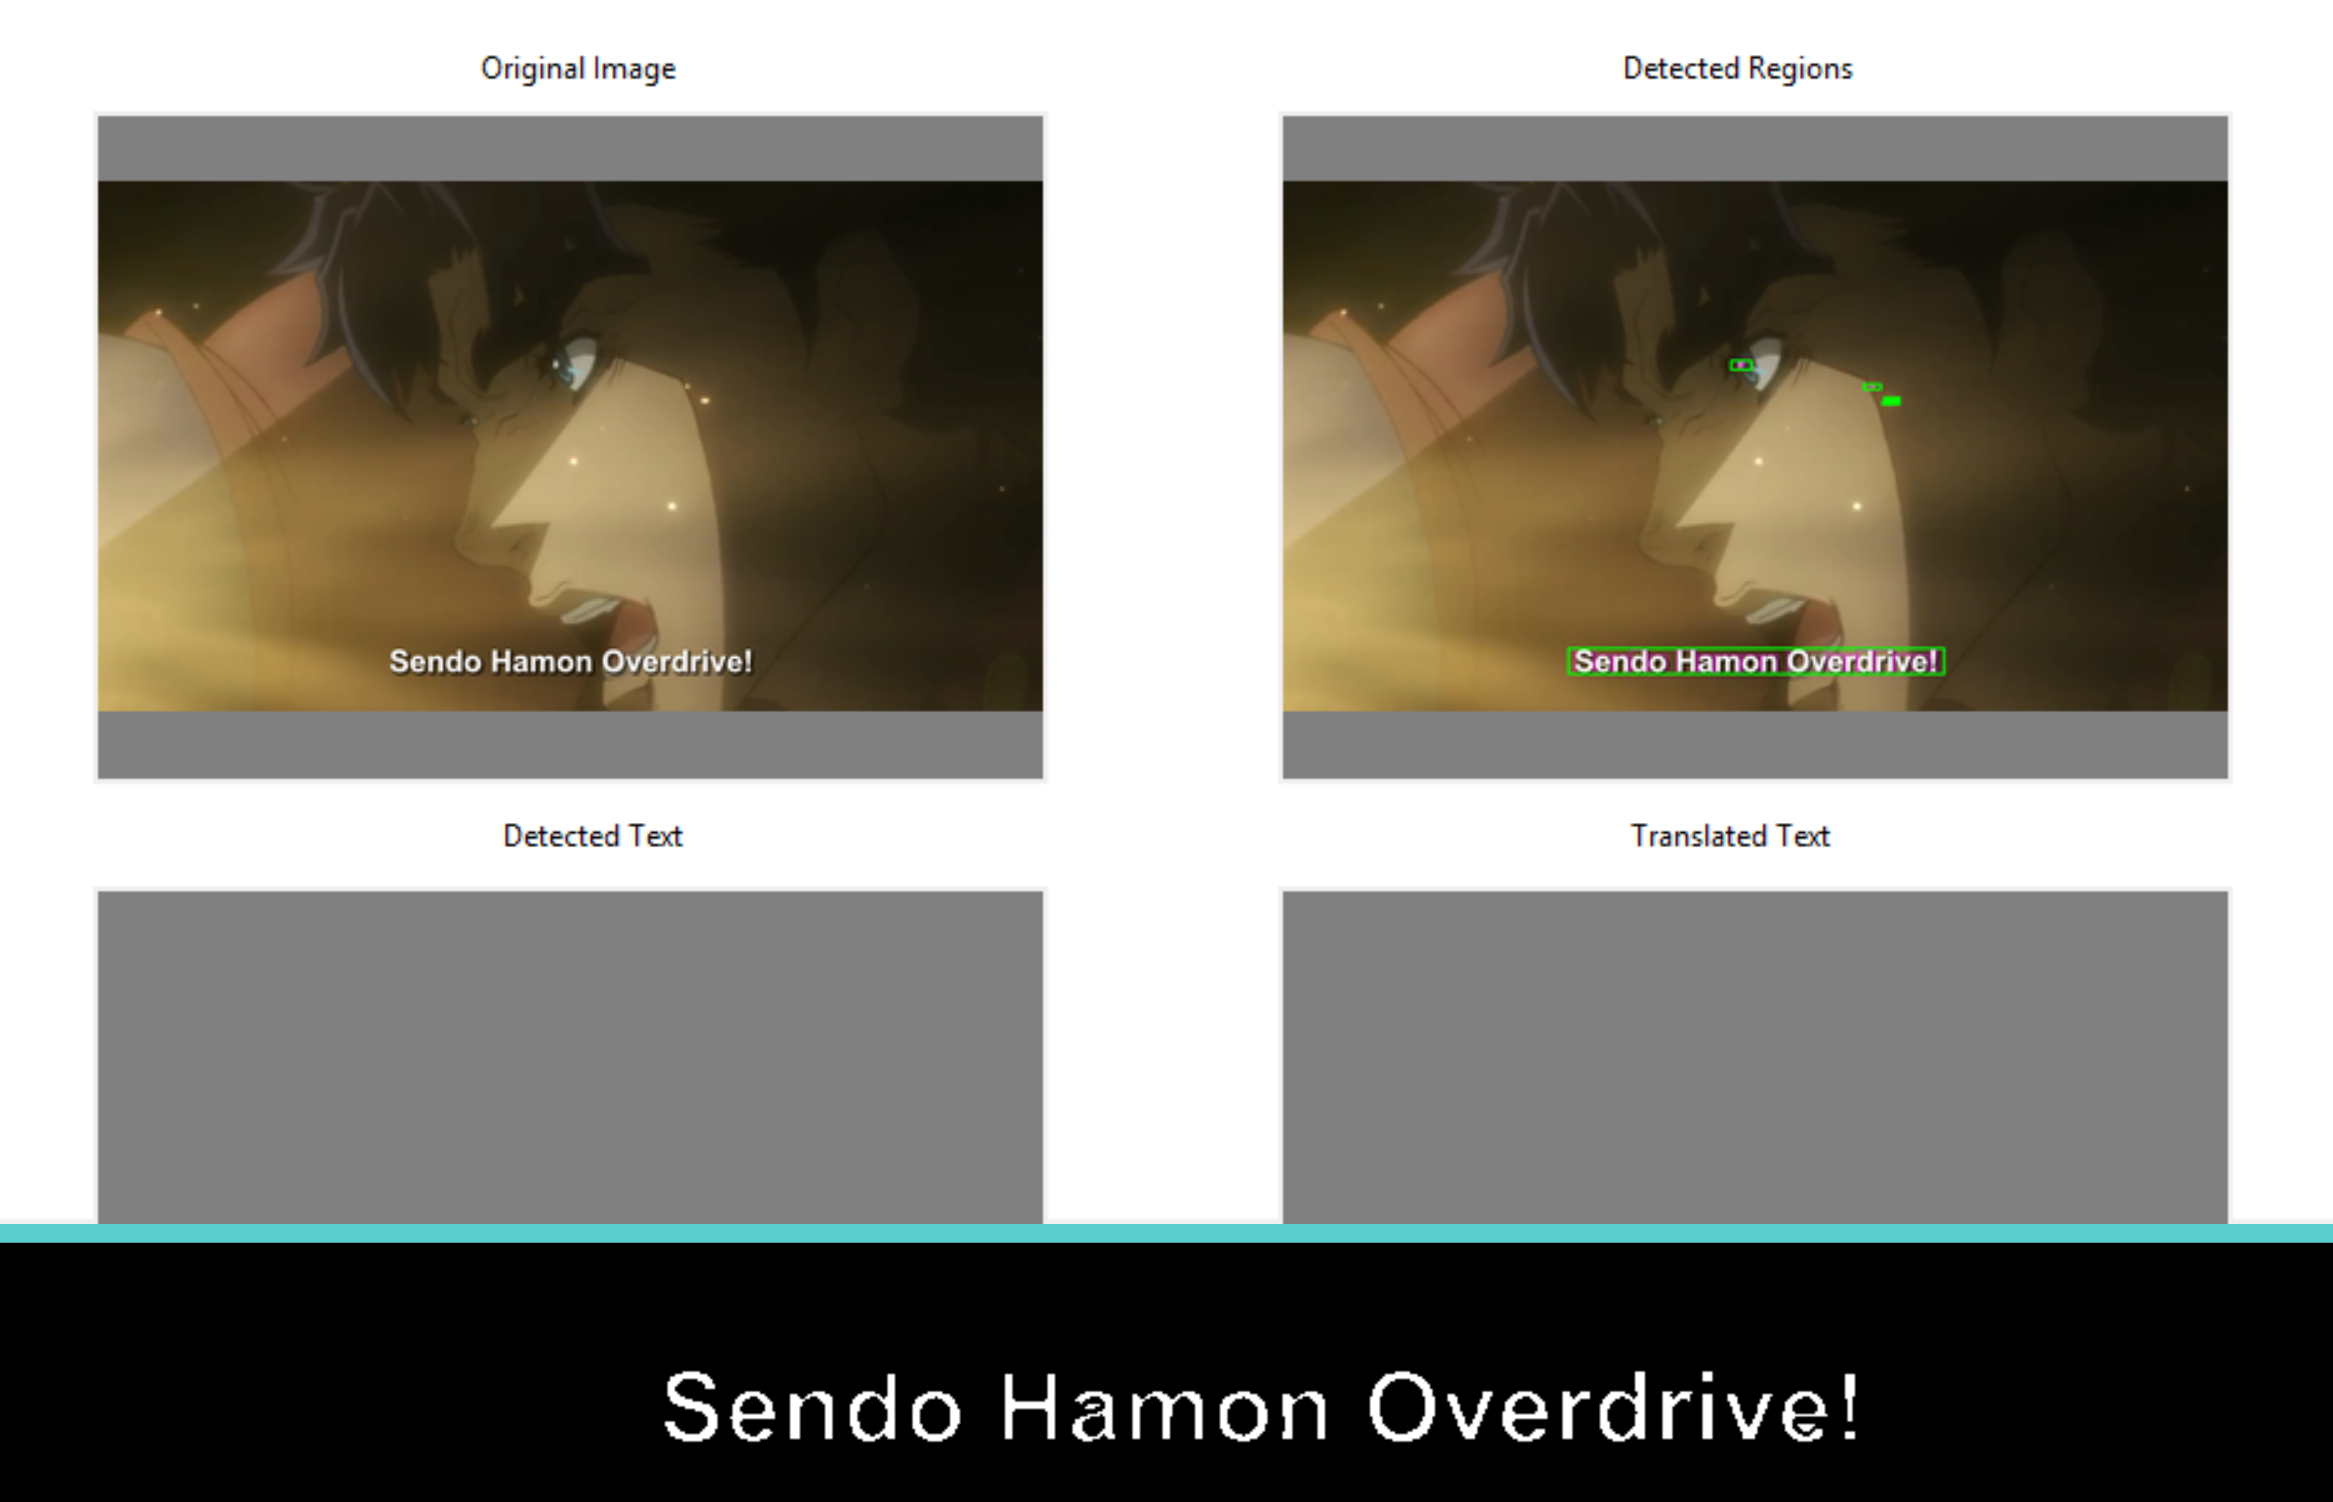 Original Image
Detected Regions
Sendo Hamon Overdrive!
Sendo Hamon Overdrive!
Detected Text
Translated Text
Sendo Hamon Overdrive!